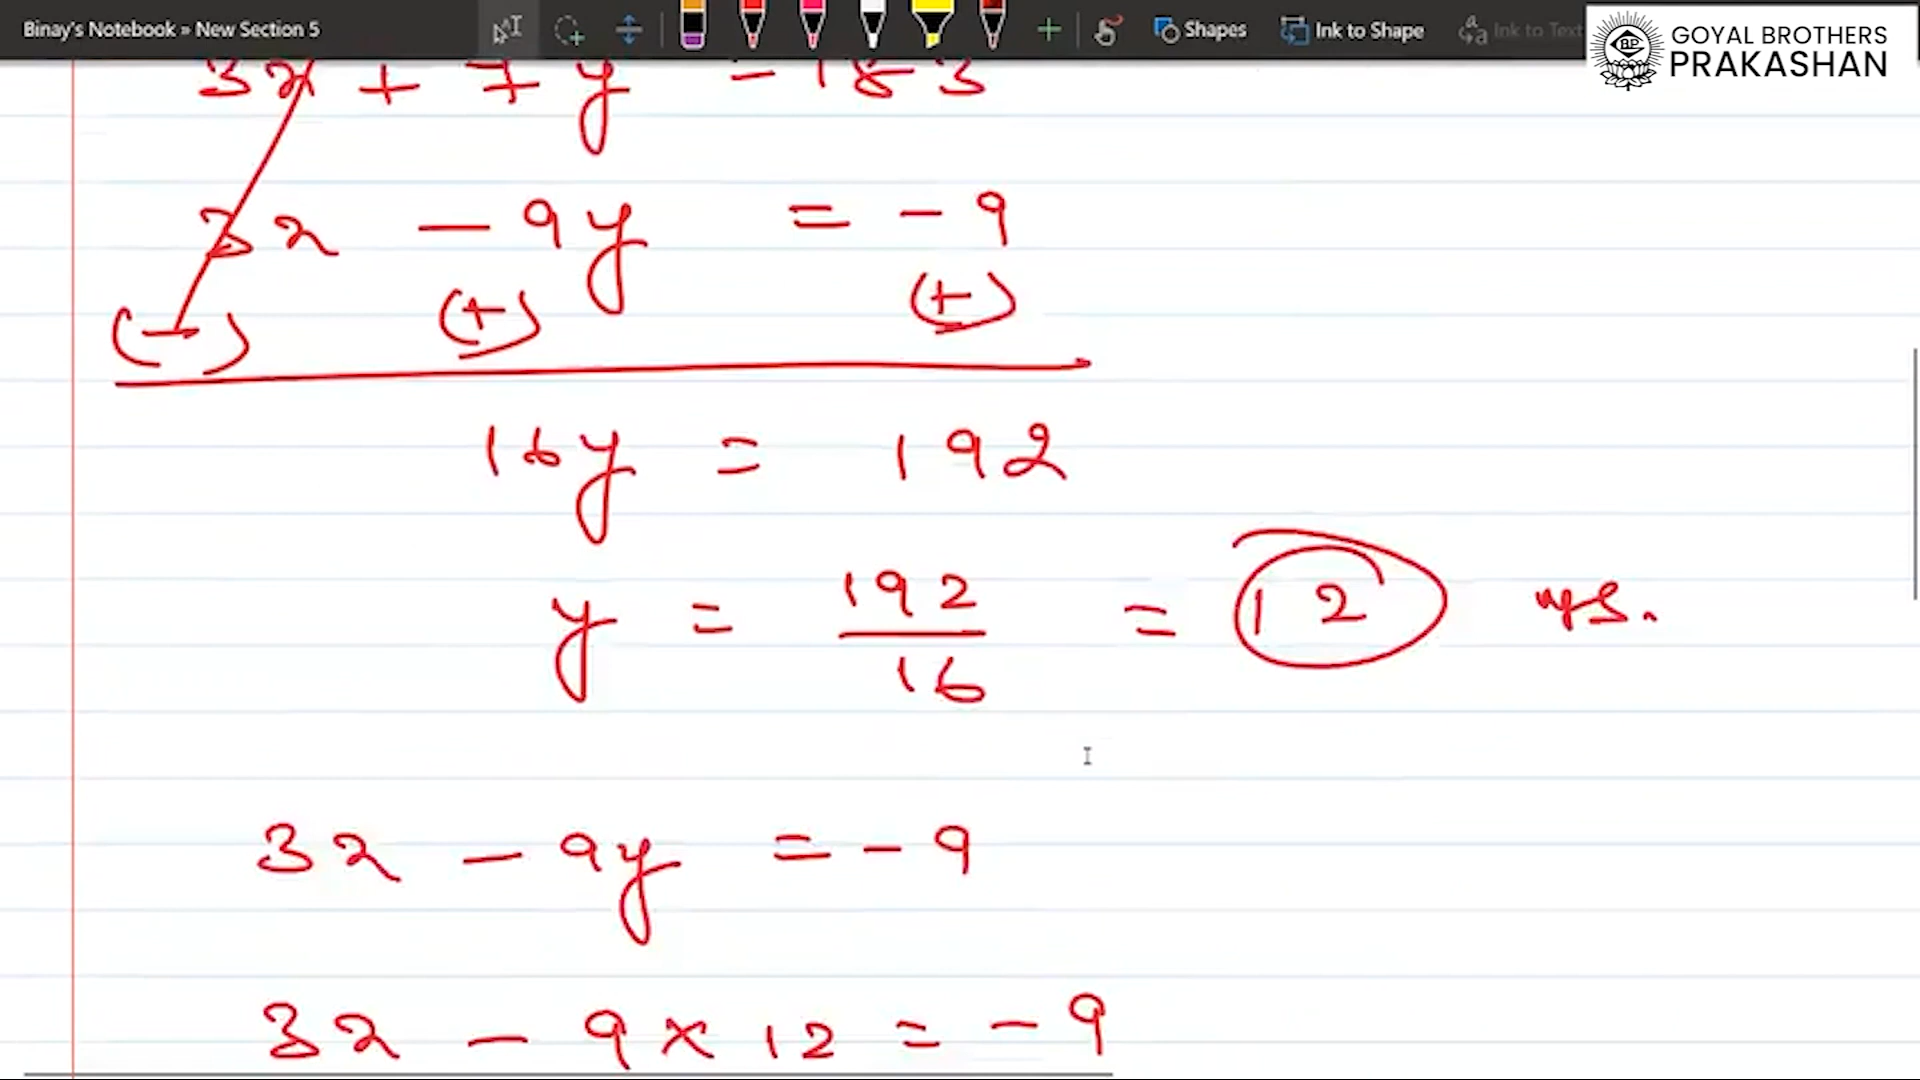 Binay's Notebook » New Section 5 Shapes Ink to Shape Ink to Text
GOYAL BROTHERS
PRAKASHAN
3x + 7y = 183
3x - 9y = -9
(-) (+) (+)
16y = 192
y = 192/16 = 12
3x - 9y = -9
3x - 9 × 12 = -9